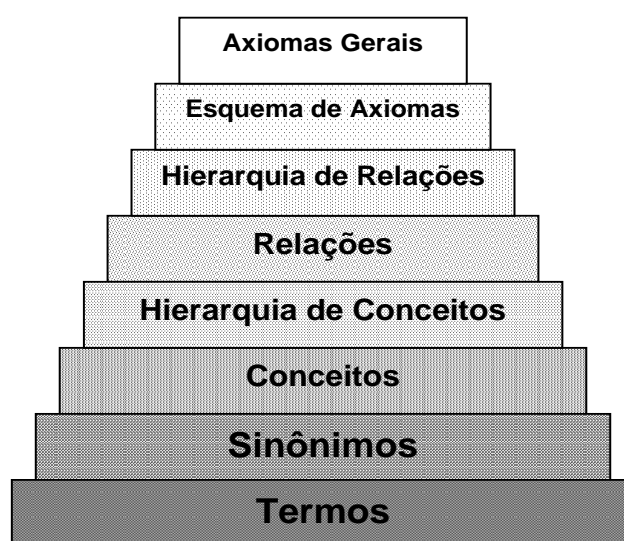 Axiomas Gerais
Esquema de Axiomas
Hierarquia de Relações
Relações
Hierarquia de Conceitos
Conceitos
Sinônimos
Termos